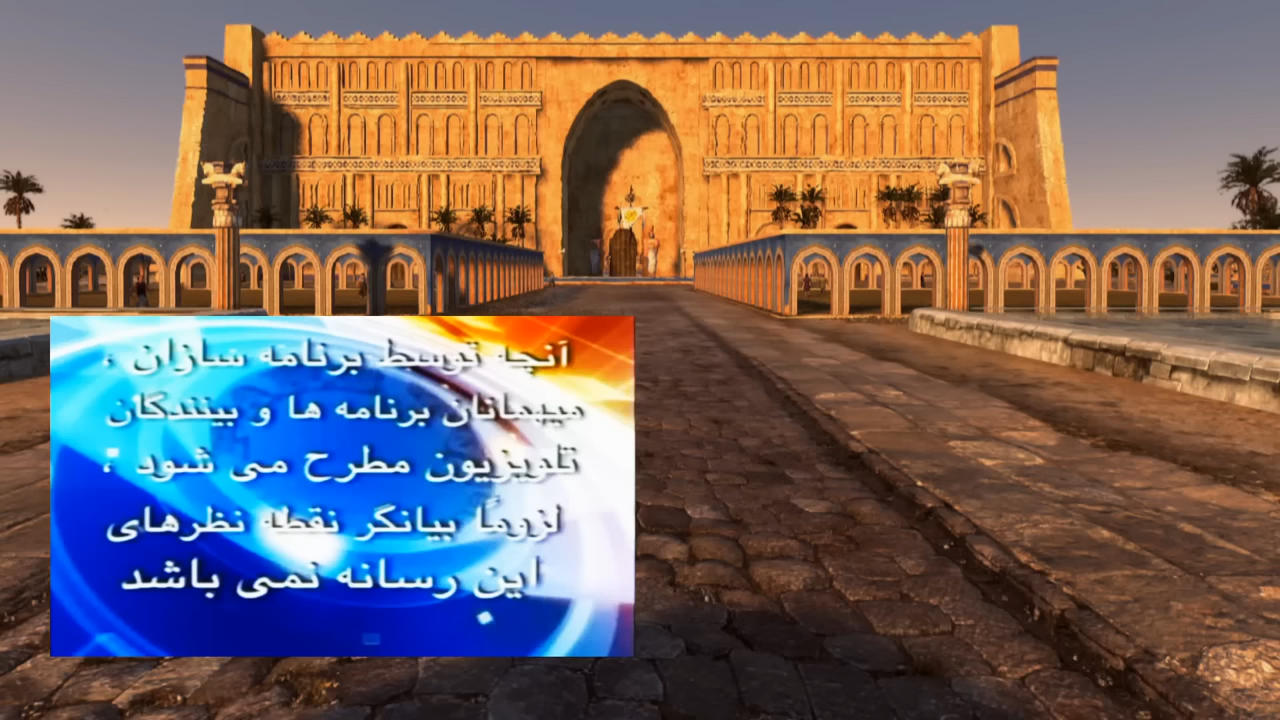 آنچه توسط برنامه سازان ،
میهمانان برنامه ها و بینندگان
تلویزیون مطرح می شود ؛
لزوماً بیانگر نقطه نظرهای
این رسانه نمی باشد